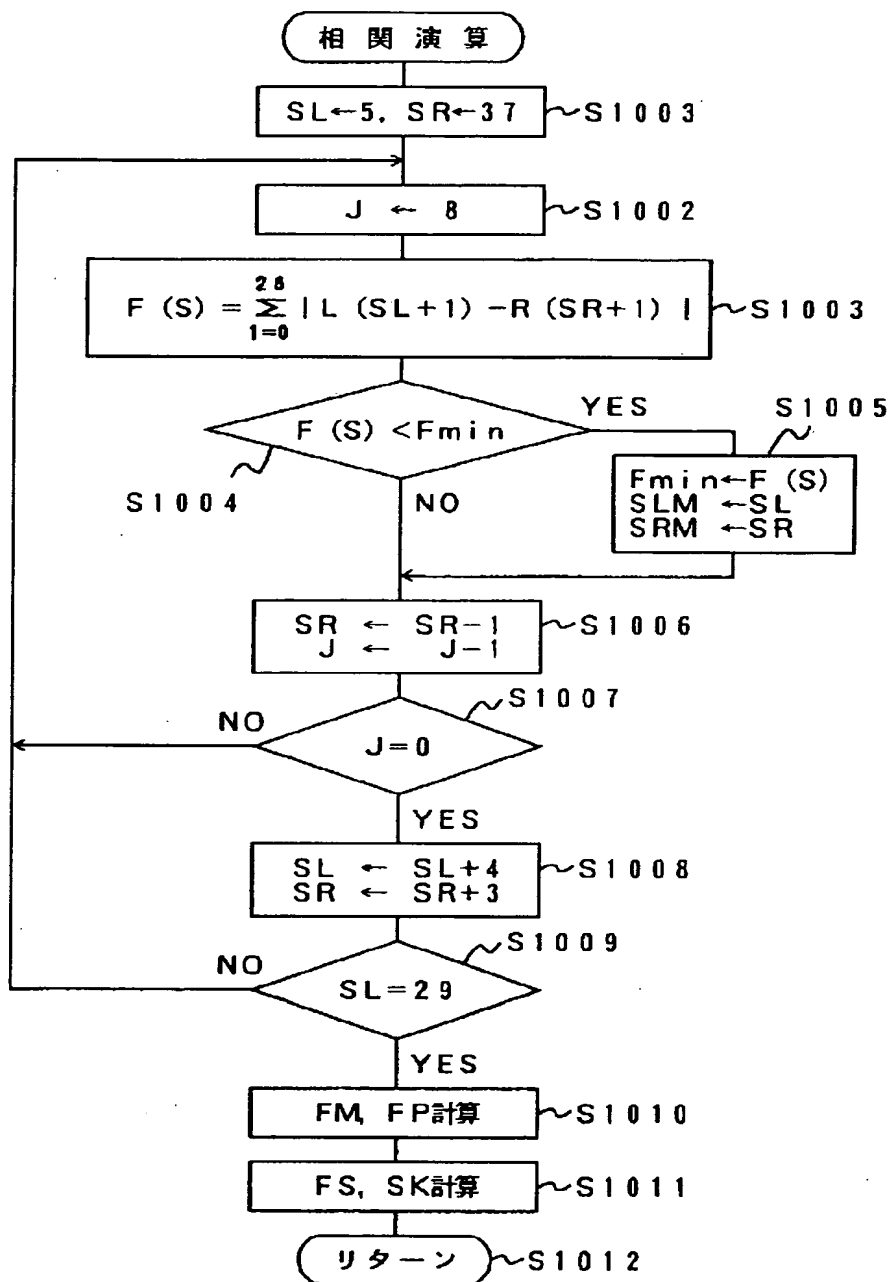 相関演算
SL←5, SR←37
S1003
J ← 8
S1002
28
F (S) = Σ | L (SL+1) -R (SR+1) |
1=0
S1003
F (S) <Fmin
YES
S1005
S1004
NO
Fmin←F (S)
SLM ←SL
SRM ←SR
SR ← SR-1
J ← J-1
S1006
S1007
NO
J=0
YES
SL ← SL+4
SR ← SR+3
S1008
S1009
NO
SL=29
YES
FM, FP計算
S1010
FS, SK計算
S1011
リターン
S1012